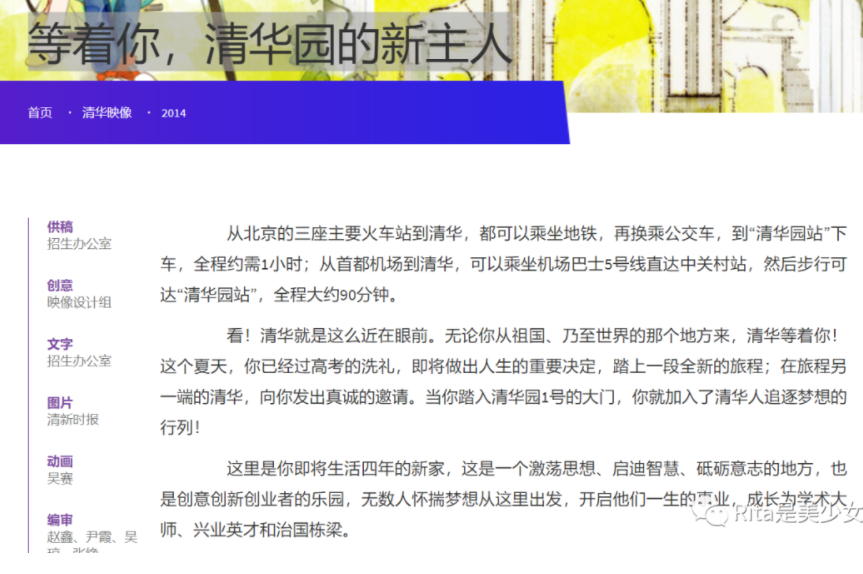 等着你，清华园的新主人
首页 · 清华映像 · 2014
供稿
招生办公室
创意
映像设计组
文字
招生办公室
图片
清新时报
动画
吴赛
编审
赵鑫、尹霞、吴
琼、张烨
从北京的三座主要火车站到清华，都可以乘坐地铁，再换乘公交车，到“清华园站”下
车，全程约需1小时；从首都机场到清华，可以乘坐机场巴士5号线直达中关村站，然后步行可
达“清华园站”，全程大约90分钟。
看！清华就是这么近在眼前。无论你从祖国、乃至世界的那个地方来，清华等着你！
这个夏天，你已经过高考的洗礼，即将做出人生的重要决定，踏上一段全新的旅程；在旅程另
一端的清华，向你发出真诚的邀请。当你踏入清华园1号的大门，你就加入了清华人追逐梦想的
行列！
这里是你即将生活四年的新家，这是一个激荡思想、启迪智慧、砥砺意志的地方，也
是创意创新创业者的乐园，无数人怀揣梦想从这里出发，开启他们一生的事业，成长为学术大
师、兴业英才和治国栋梁。
Rita是美少女